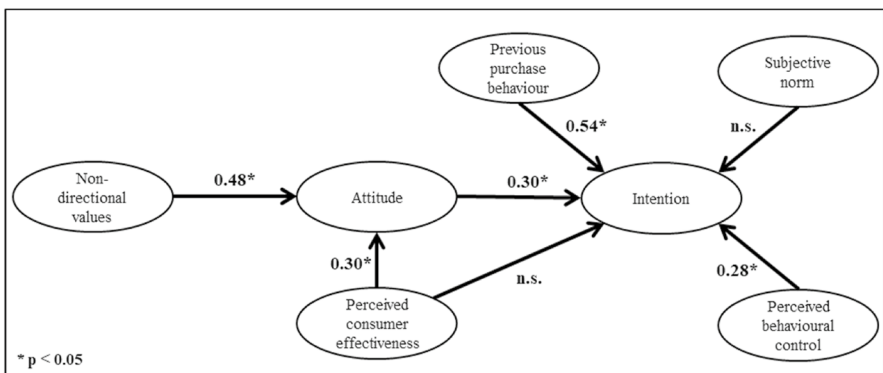 Previous
purchase
behaviour
Subjective
norm
0.54*
n.s.
Non-
directional
values
0.48*
Attitude
0.30*
Intention
0.30*
n.s.
0.28*
Perceived
consumer
effectiveness
Perceived
behavioural
control
* p < 0.05